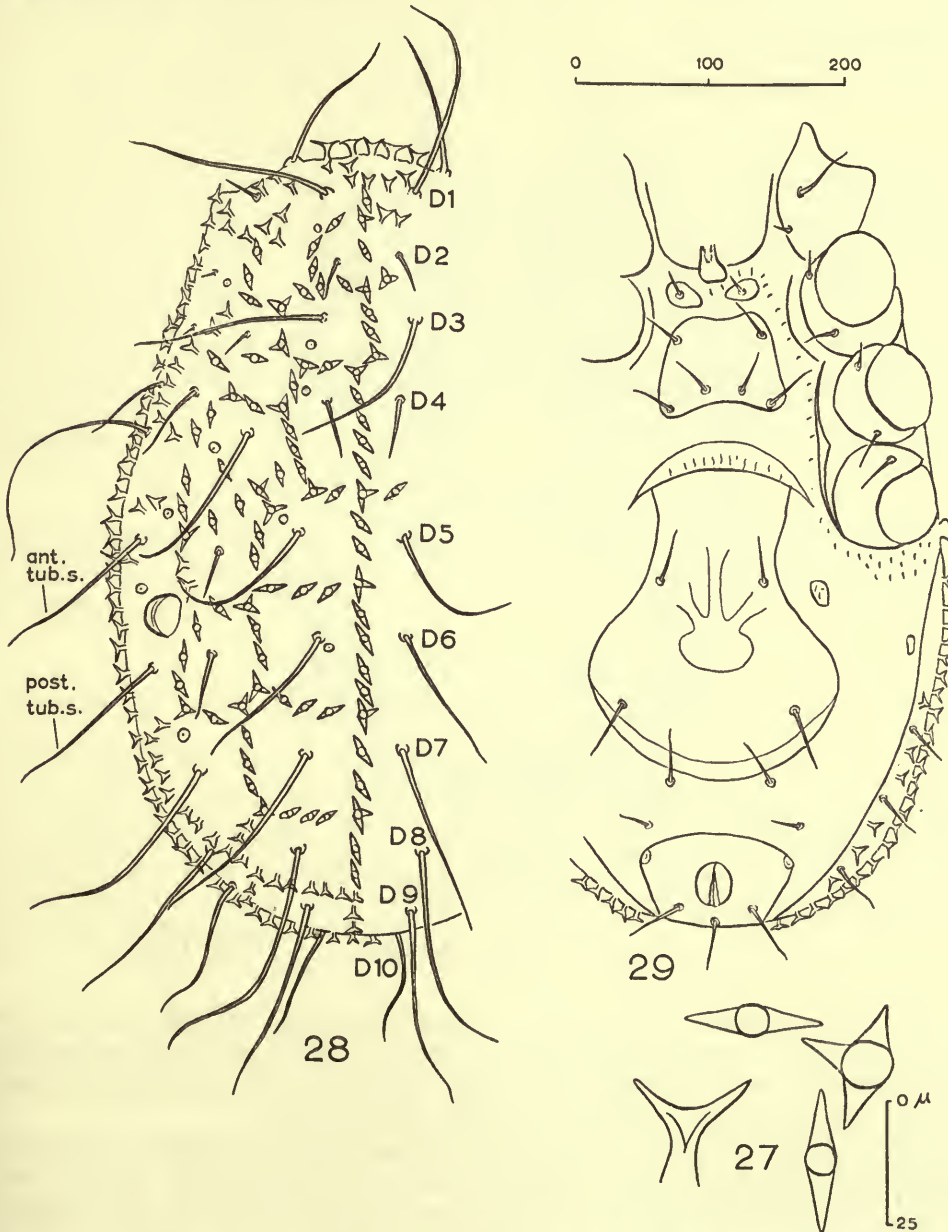 0 100 200
D1
D2
D3
D4
D5
ant.
tub.s.
D6
post.
tub.s.
D7
D8
D9
D10
28
29
27
0 μ
25